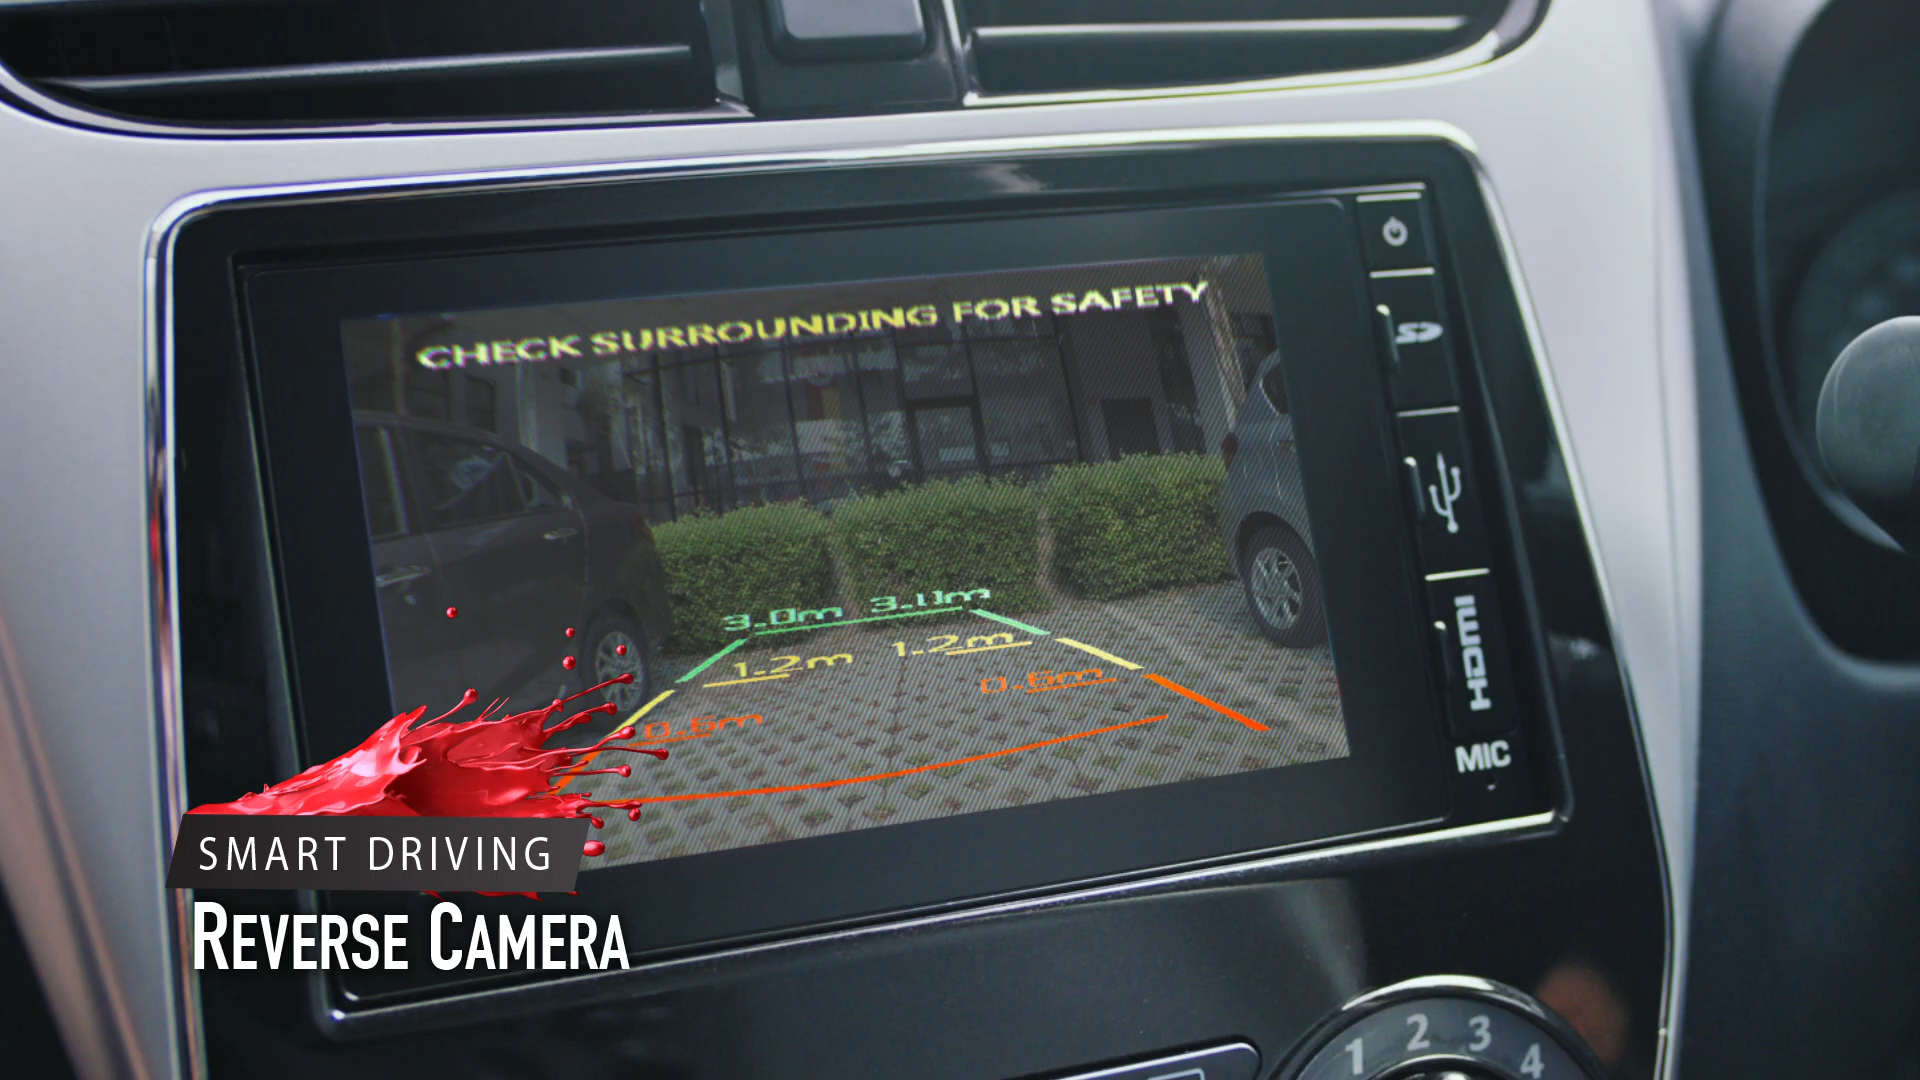 CHECK SURROUNDING FOR SAFETY
3.0m 3.0m
1.2m 1.2m
0.6m
0.6m
SD
HDMI
MIC
SMART DRIVING
REVERSE CAMERA
1 2 3 4